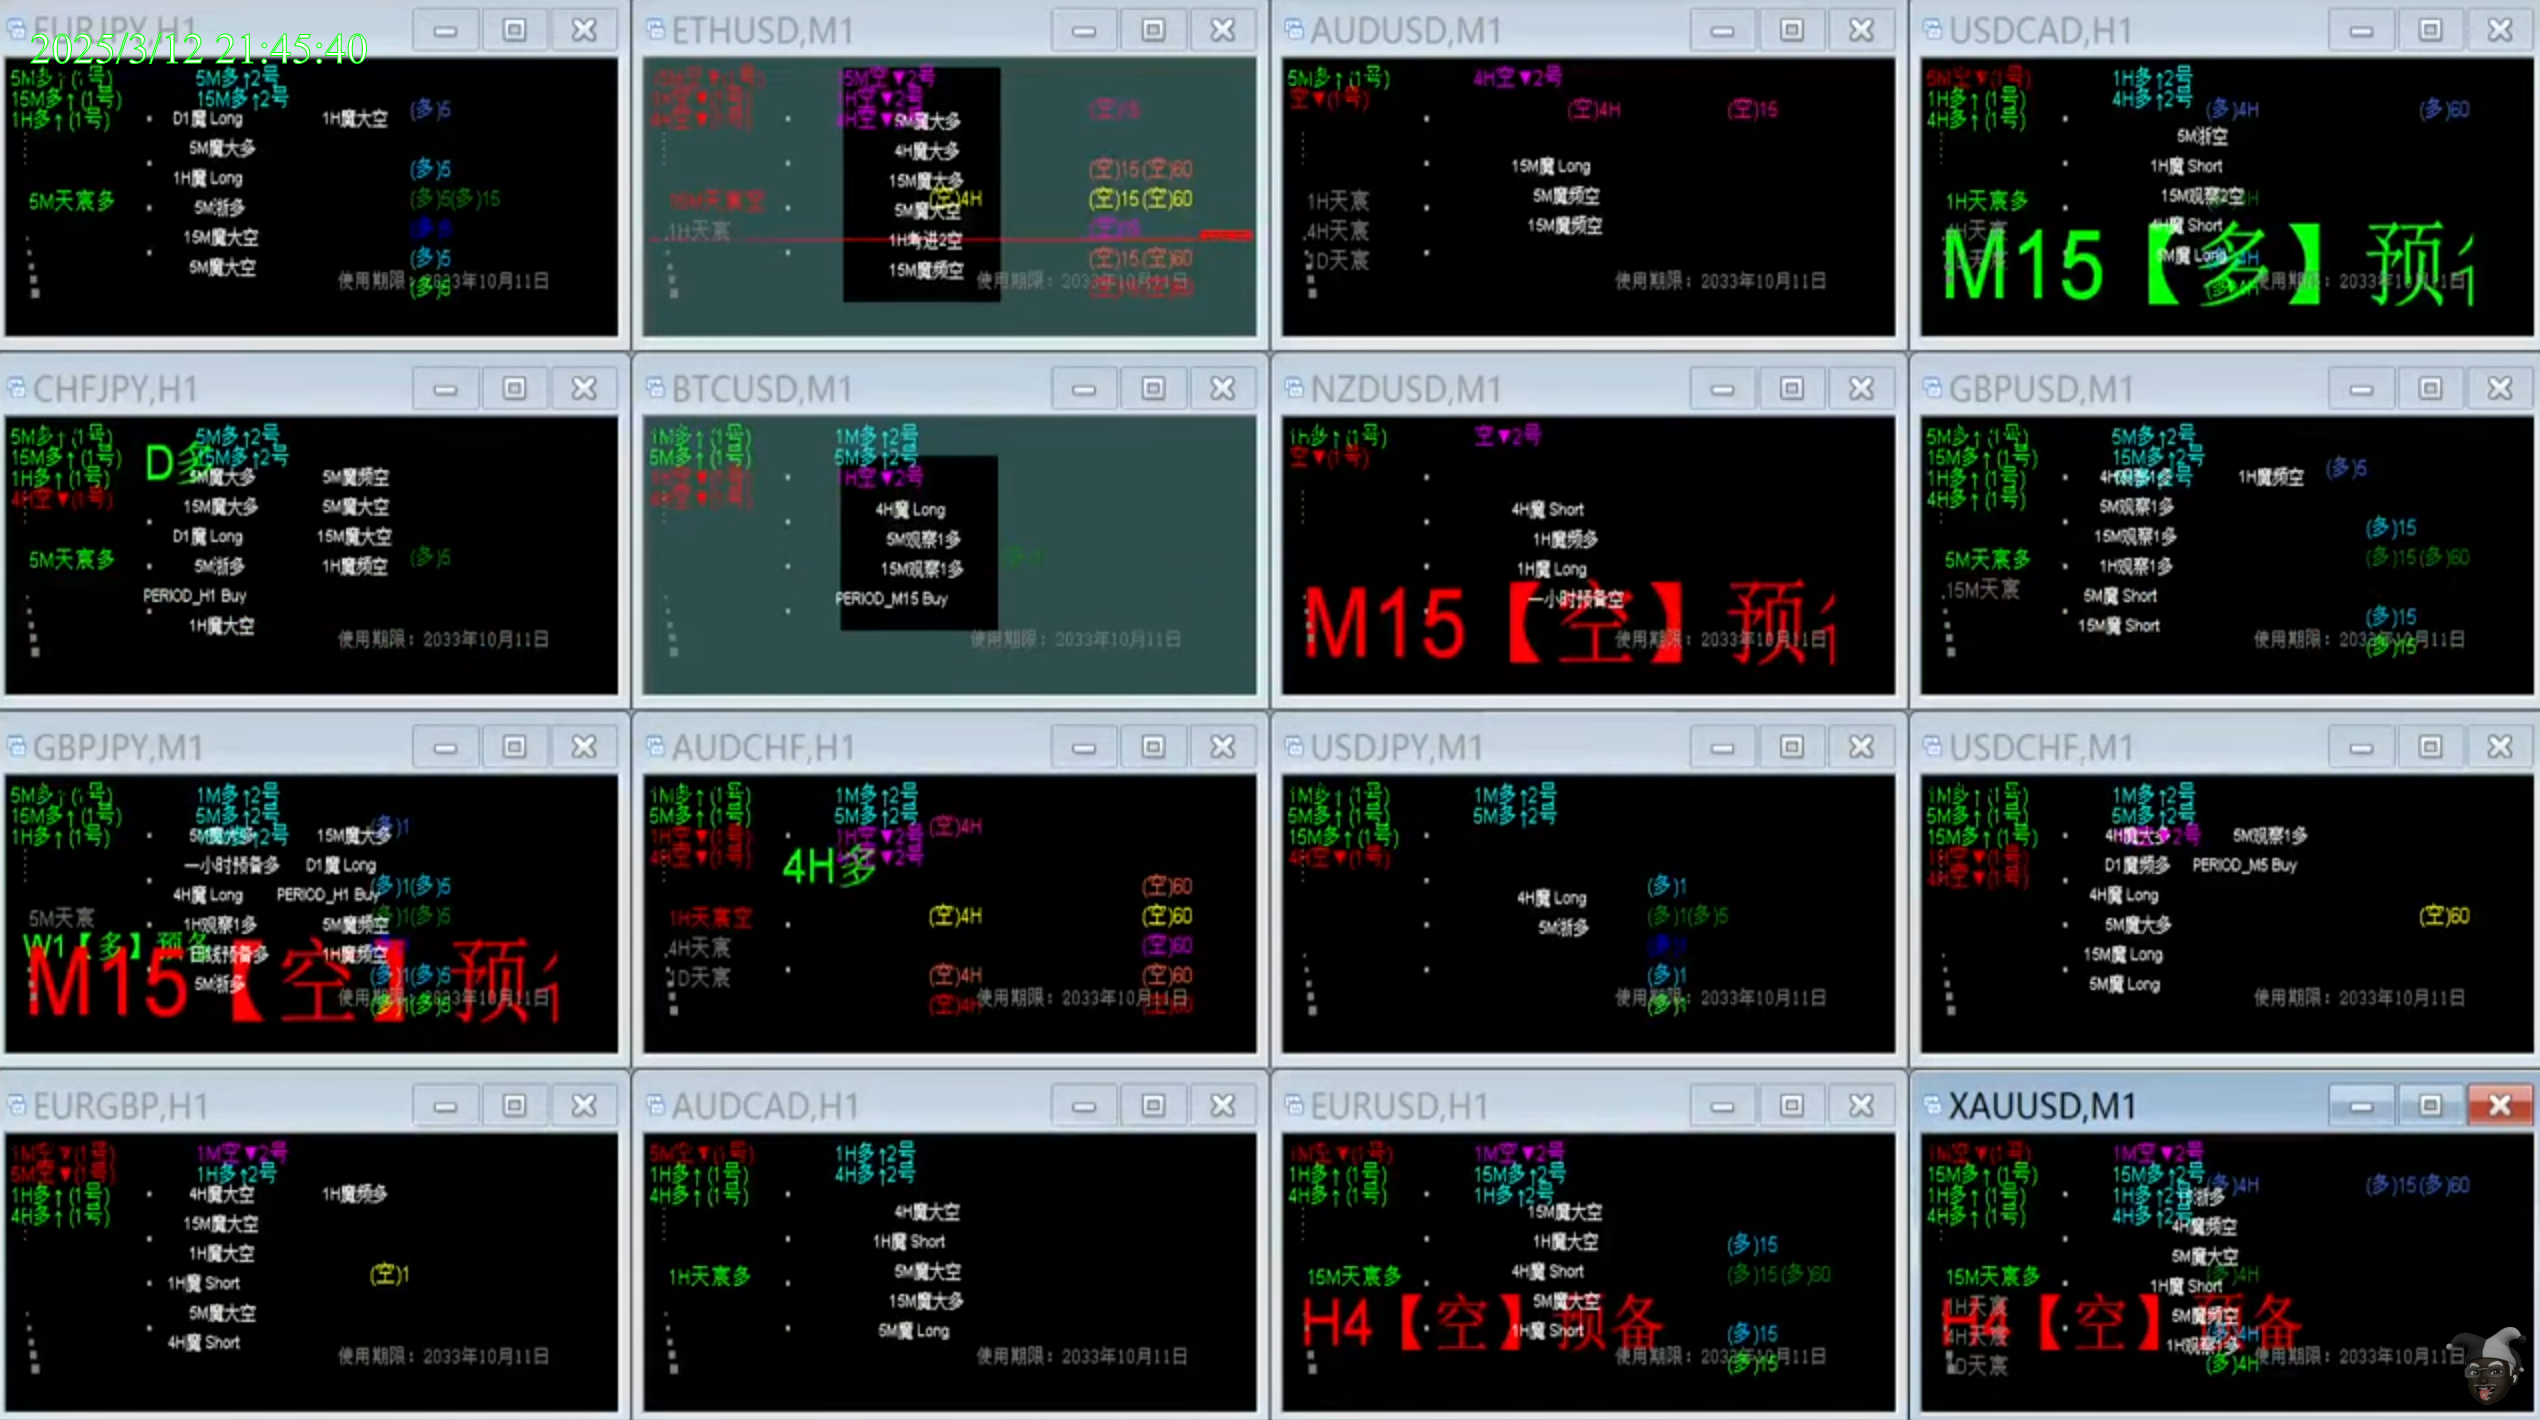 EURJPY,H1
2025/3/12 21:45:40
5M多↑(1号) 5M多↑2号
15M多↑(1号) 15M多↑2号
1H多↑(1号) D1魔 Long 1H魔大空 (多)5
5M魔大多
1H魔 Long (多)5
5M天宸多 5M浙多 (多)5(多)15
15M魔大空
5M魔大空 (多)5
使用期限：2033年10月11日
(多)5
ETHUSD,M1
15M空▼2号
1H空▼2号
4H空▼2号
5M魔大多
4H魔大多
15M魔大多 (空)15(空)60
(空)4H (空)15(空)60
5M魔大空
1H天宸
15M魔频空 (空)15(空)60
使用期限：2033年10月11日
AUDUSD,M1
5M多↑(1号) 4H空▼2号
空▼(1号) (空)4H (空)15
15M魔 Long
1H天宸 5M魔频空
4H天宸 15M魔频空
1D天宸
使用期限：2033年10月11日
USDCAD,H1
5M空▼(1号) 1H多↑2号
1H多↑(1号) 4H多↑2号
4H多↑(1号) (多)4H (多)60
5M浙空
1H魔 Short
1H天宸多 15M观察2空
4H魔 Short
M15【多】预
使用期限：2033年10月11日
CHFJPY,H1
5M多↑(1号) 5M多↑2号
15M多↑(1号) 15M多↑2号
D多
1H多↑(1号) 5M魔大多 5M魔频空
4H空▼(1号) 15M魔大多 5M魔大空
D1魔 Long 15M魔大空
5M天宸多 5M浙多 1H魔频空 (多)5
PERIOD_H1 Buy
1H魔大空
使用期限：2033年10月11日
BTCUSD,M1
1M多↑(1号) 1M多↑2号
5M多↑(1号) 5M多↑2号
1H空▼(1号) 1H空▼2号
4H空▼(1号) 4H魔 Long
5M观察1多
15M观察1多
PERIOD_M15 Buy
使用期限：2033年10月11日
NZDUSD,M1
1h多↑(1号) 空▼2号
空▼(1号)
4H魔 Short
1H魔频多
1H魔 Long
一小时预备空
M15【空】预
使用期限：2033年10月11日
GBPUSD,M1
5M多↑(1号) 5M多↑2号
15M多↑(1号) 15M多↑2号
1H多↑(1号) 1H魔频空 (多)5
4H多↑(1号) 5M观察1多
15M观察1多 (多)15
5M天宸多 1H观察1多 (多)15(多)60
15M天宸 5M魔 Short
15M魔 Short (多)15
使用期限：2033年10月11日
(多)15
GBPJPY,M1
5M多↑(1号) 1M多↑2号
15M多↑(1号) 5M多↑2号
1H多↑(1号) 5M魔大多 15M魔大多 (多)1
一小时预备多 D1魔 Long
4H魔 Long PERIOD_H1 Buy (多)1(多)5
5M天宸 1H观察1多 5M魔频空 (多)1(多)5
W1【多】预备 日线预备多 1H魔频空
5M浙多 (多)1(多)5
M15【空】预
使用期限：2033年10月11日
(多)1(多)5
AUDCHF,H1
1M多↑(1号) 1M多↑2号
5M多↑(1号) 5M多↑2号
1H空▼(1号) 1H空▼2号 (空)4H
4H空▼(1号) 4H多
(空)60
1H天宸空 (空)4H (空)60
4H天宸 (空)60
1D天宸 (空)4H (空)60
(空)4H (空)60
使用期限：2033年10月11日
USDJPY,M1
1M多↑(1号) 1M多↑2号
5M多↑(1号) 5M多↑2号
15M多↑(1号)
4H空▼(1号)
4H魔 Long (多)1
5M浙多 (多)1(多)5
(多)1
(多)1
使用期限：2033年10月11日
(多)1
USDCHF,M1
1M多↑(1号) 1M多↑2号
5M多↑(1号) 5M多↑2号
15M多↑(1号) 4H魔大多 5M观察1多
1H空▼(1号) D1魔频多 PERIOD_M5 Buy
4H空▼(1号) 4H魔 Long
5M魔大多 (空)60
15M魔 Long
5M魔 Long
使用期限：2033年10月11日
EURGBP,H1
1M空▼(1号) 1M空▼2号
5M空▼(1号) 1H多↑2号
1H多↑(1号) 4H魔大空 1H魔频多
4H多↑(1号) 15M魔大空
1H魔大空
1H魔 Short (空)1
5M魔大空
4H魔 Short
使用期限：2033年10月11日
AUDCAD,H1
5M空▼(1号) 1H多↑2号
1H多↑(1号) 4H多↑2号
4H多↑(1号)
4H魔大空
1H魔 Short
1H天宸多 5M魔大空
15M魔大多
5M魔 Long
使用期限：2033年10月11日
EURUSD,H1
1M空▼(1号) 1M空▼2号
1H多↑(1号) 15M多↑2号
4H多↑(1号) 1H多↑2号
15M魔大空
1H魔大空 (多)15
15M天宸多 4H魔 Short (多)15(多)60
5M魔大空
H4【空】预备
1H魔 Short (多)15
使用期限：2033年10月11日
(多)15
XAUUSD,M1
1M空▼(1号) 1M空▼2号
15M多↑(1号) 15M多↑2号
1H多↑(1号) 1H多↑2号 (多)4H (多)15(多)60
4H多↑(1号) 4H多↑2号
4H魔频空
5M魔大空
15M天宸多 1H魔 Short (多)4H
1H天宸 5M魔频空
H4【空】预备
4H天宸 1H观察1多
1D天宸 (多)4H
使用期限：2033年10月11日